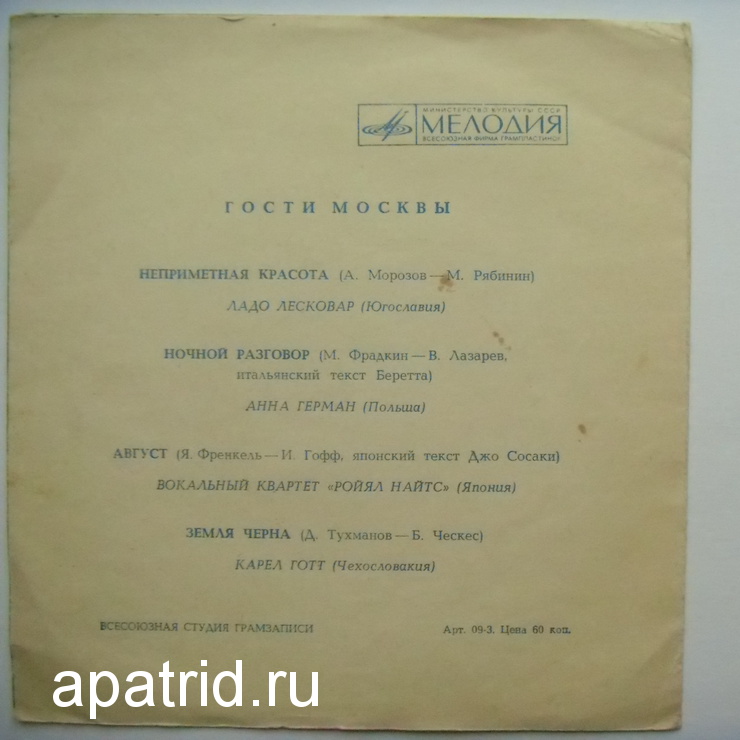 МИНИСТЕРСТВО КУЛЬТУРЫ СССР
МЕЛОДИЯ
ВСЕСОЮЗНАЯ ФИРМА ГРАМПЛАСТИНОК
ГОСТИ МОСКВЫ
НЕПРИМЕТНАЯ КРАСОТА (А. Морозов — М. Рябинин)
ЛАДО ЛЕСКОВАР (Югославия)
НОЧНОЙ РАЗГОВОР (М. Фрадкин — В. Лазарев,
итальянский текст Беретта)
АННА ГЕРМАН (Польша)
АВГУСТ (Я. Френкель — И. Гофф, японский текст Джо Сосаки)
ВОКАЛЬНЫЙ КВАРТЕТ «РОЙЯЛ НАЙТС» (Япония)
ЗЕМЛЯ ЧЕРНА (Д. Тухманов — Б. Ческес)
КАРЕЛ ГОТТ (Чехословакия)
ВСЕСОЮЗНАЯ СТУДИЯ ГРАМЗАПИСИ
Арт. 09-3. Цена 60 коп.
apatrid.ru